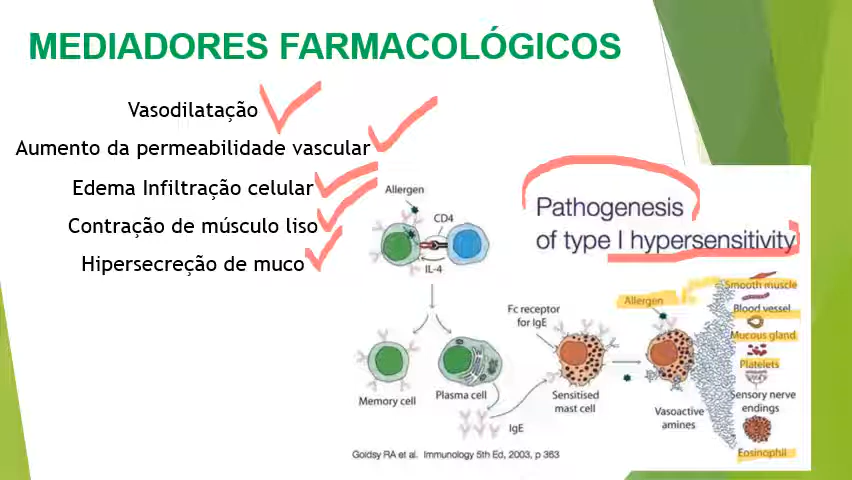 MEDIADORES FARMACOLÓGICOS
Vasodilatação
Aumento da permeabilidade vascular
Edema Infiltração celular
Contração de músculo liso
Hipersecreção de muco
Pathogenesis
of type I hypersensitivity
Allergen
CD4
IL-4
Memory cell
Plasma cell
IgE
Fc receptor
for IgE
Sensitised
mast cell
Allergen
Vasoactive
amines
Smooth muscle
Blood vessel
Mucous gland
Platelets
Sensory nerve
endings
Eosinophil
Goldsy RA et al. Immunology 5th Ed, 2003, p 363